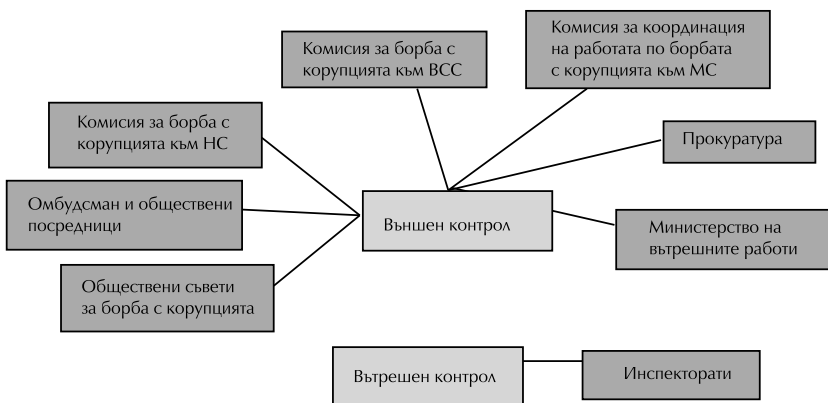 Комисия за борба с
корупцията към ВСС
Комисия за координация
на работата по борбата
с корупцията към МС
Комисия за борба с
корупцията към НС
Прокуратура
Омбудсман и обществени
посредници
Външен контрол
Министерство на
вътрешните работи
Обществени съвети
за борба с корупцията
Вътрешен контрол
Инспекторати